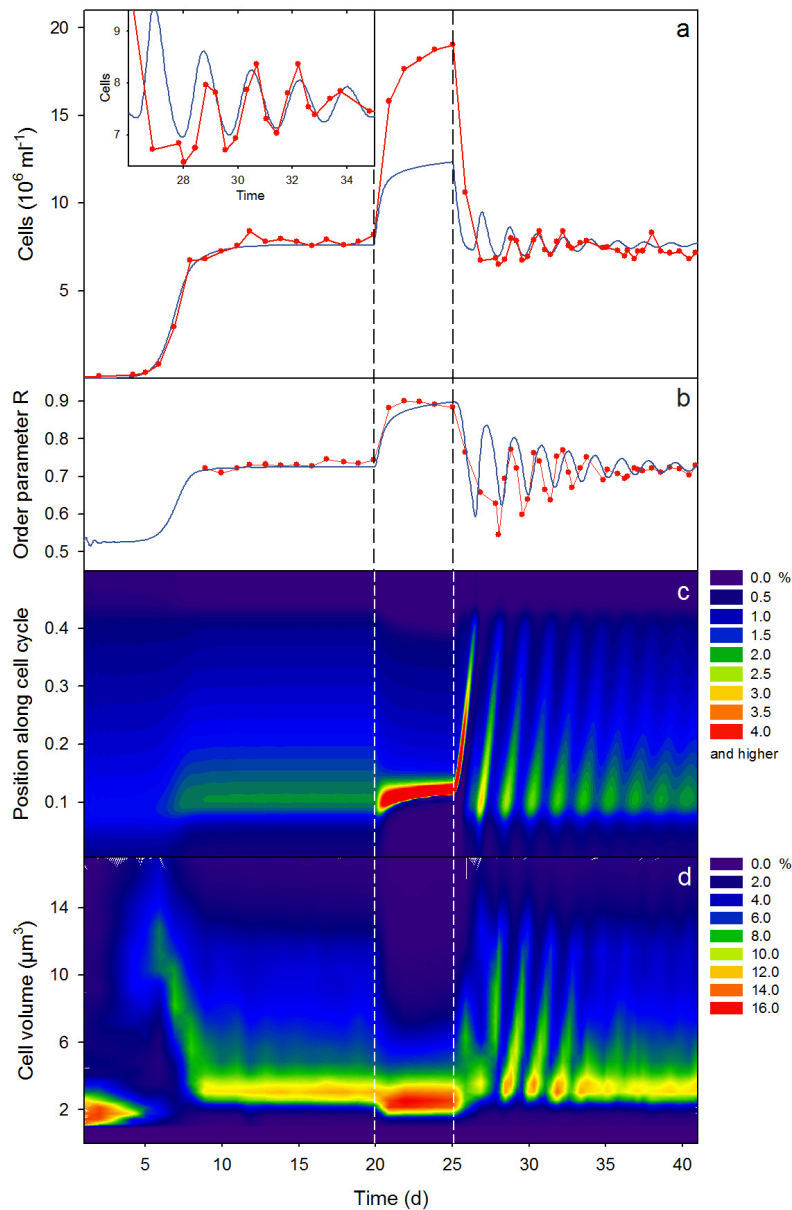 a
20
15
10
5
Cells (10⁶ ml⁻¹)
9
8
7
Cells
28 30 32 34
Time
b
0.9
0.8
0.7
0.6
0.5
Order parameter R
c
0.4
0.3
0.2
0.1
Position along cell cycle
0.0 %
0.5
1.0
1.5
2.0
2.5
3.0
3.5
4.0
and higher
d
14
10
6
2
Cell volume (µm³)
0.0 %
2.0
4.0
6.0
8.0
10.0
12.0
14.0
16.0
5 10 15 20 25 30 35 40
Time (d)